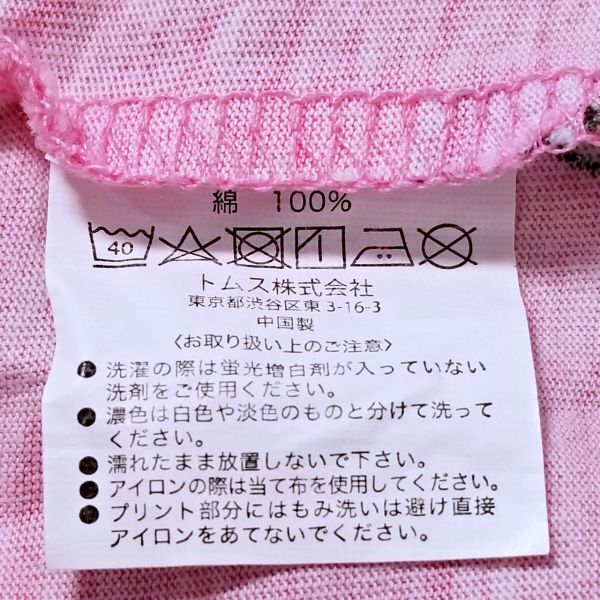 綿 100%
40
トムス株式会社
東京都渋谷区東 3-16-3
中国製
〈お取り扱い上のご注意〉
● 洗濯の際は蛍光増白剤が入っていない
洗剤をご使用ください。
● 濃色は白色や淡色のものと分けて洗って
ください。
● 濡れたまま放置しないで下さい。
● アイロンの際は当て布を使用してください。
● プリント部分にはもみ洗いは避け直接
アイロンをあてないでください。